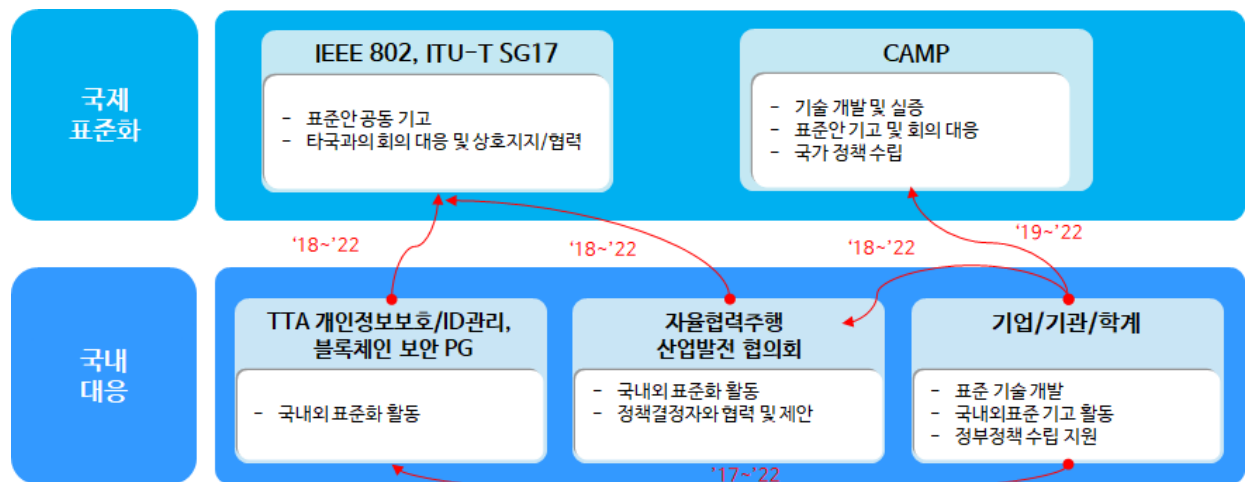 국제
표준화
IEEE 802, ITU-T SG17
- 표준안 공동 기고
- 타국과의 회의 대응 및 상호지지/협력
CAMP
- 기술 개발 및 실증
- 표준안 기고 및 회의 대응
- 국가 정책 수립
‘18~’22
‘18~’22
‘18~’22
‘19~’22
국내
대응
TTA 개인정보보호/ID관리,
블록체인 보안 PG
- 국내외 표준화 활동
자율협력주행
산업발전 협의회
- 국내외 표준화 활동
- 정책결정자와 협력 및 제안
기업/기관/학계
- 표준 기술 개발
- 국내외표준 기고 활동
- 정부정책 수립 지원
’17~’22